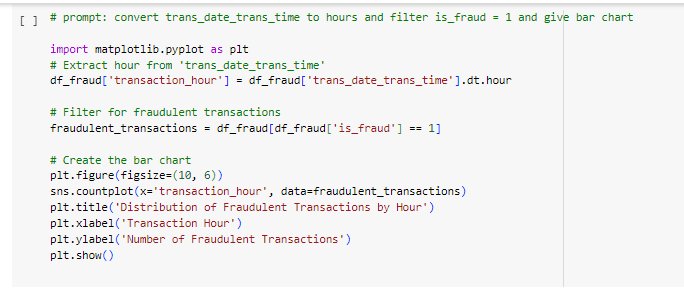 [ ] # prompt: convert trans_date_trans_time to hours and filter is_fraud = 1 and give bar chart
import matplotlib.pyplot as plt
# Extract hour from 'trans_date_trans_time'
df_fraud['transaction_hour'] = df_fraud['trans_date_trans_time'].dt.hour
# Filter for fraudulent transactions
fraudulent_transactions = df_fraud[df_fraud['is_fraud'] == 1]
# Create the bar chart
plt.figure(figsize=(10, 6))
sns.countplot(x='transaction_hour', data=fraudulent_transactions)
plt.title('Distribution of Fraudulent Transactions by Hour')
plt.xlabel('Transaction Hour')
plt.ylabel('Number of Fraudulent Transactions')
plt.show()